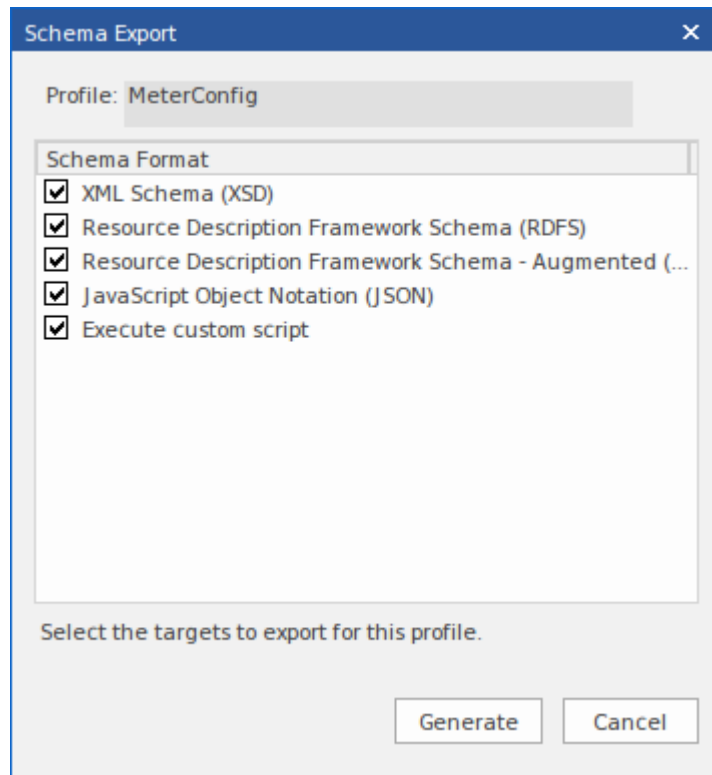 Schema Export
Profile: MeterConfig
Schema Format
XML Schema (XSD)
Resource Description Framework Schema (RDFS)
Resource Description Framework Schema - Augmented (...
JavaScript Object Notation (JSON)
Execute custom script
Select the targets to export for this profile.
Generate Cancel